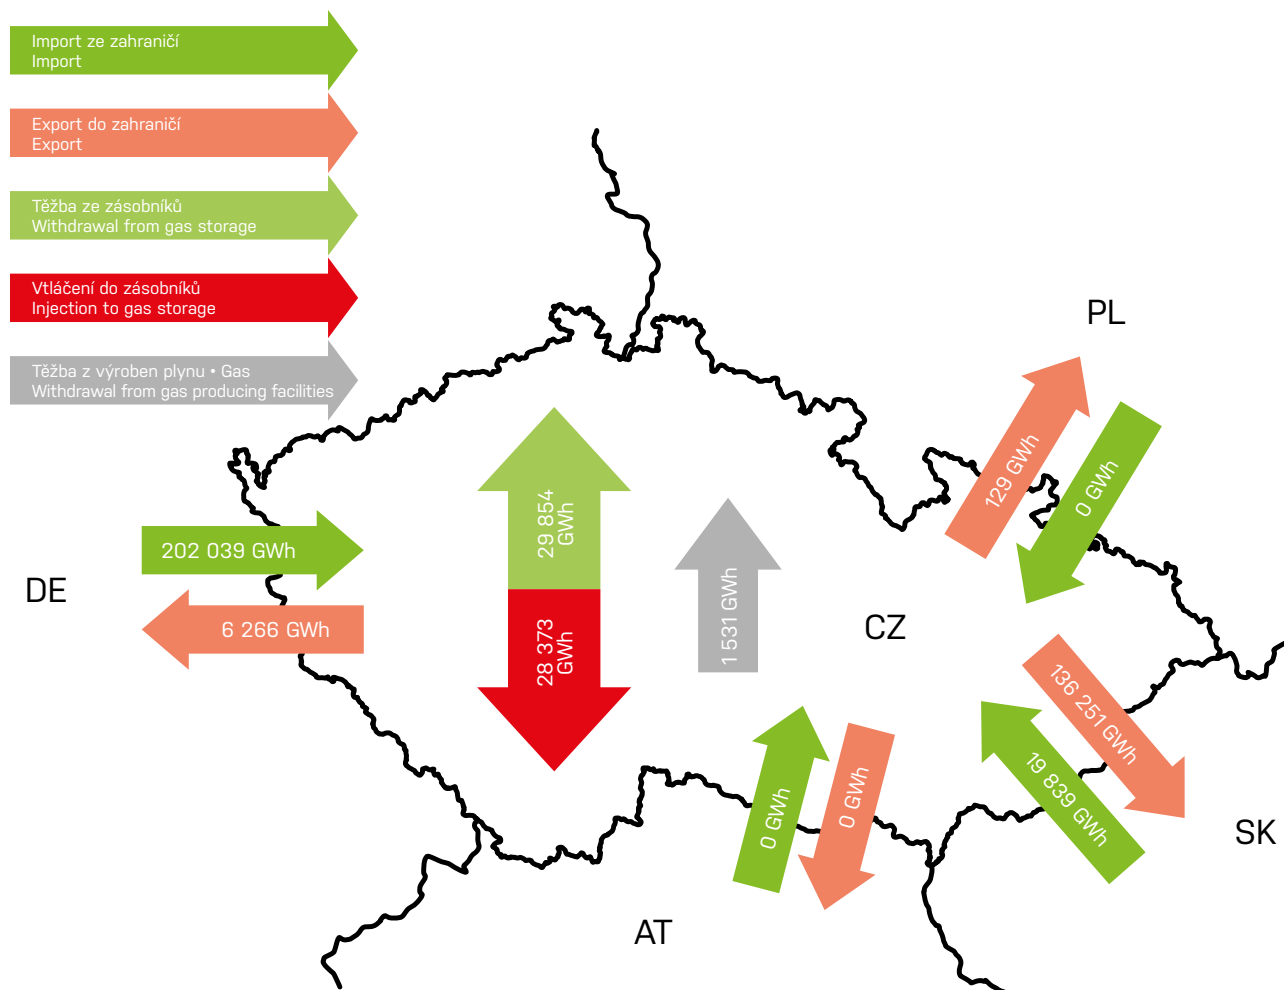 Import ze zahraničí
Import
Export do zahraničí
Export
Těžba ze zásobníků
Withdrawal from gas storage
Vtláčení do zásobníků
Injection to gas storage
Těžba z výroben plynu • Gas
Withdrawal from gas producing facilities
PL
129 GWh
0 GWh
29 854
GWh
202 039 GWh
DE
6 266 GWh
28 373
GWh
1 531 GWh
CZ
136 251 GWh
19 839 GWh
0 GWh
0 GWh
SK
AT